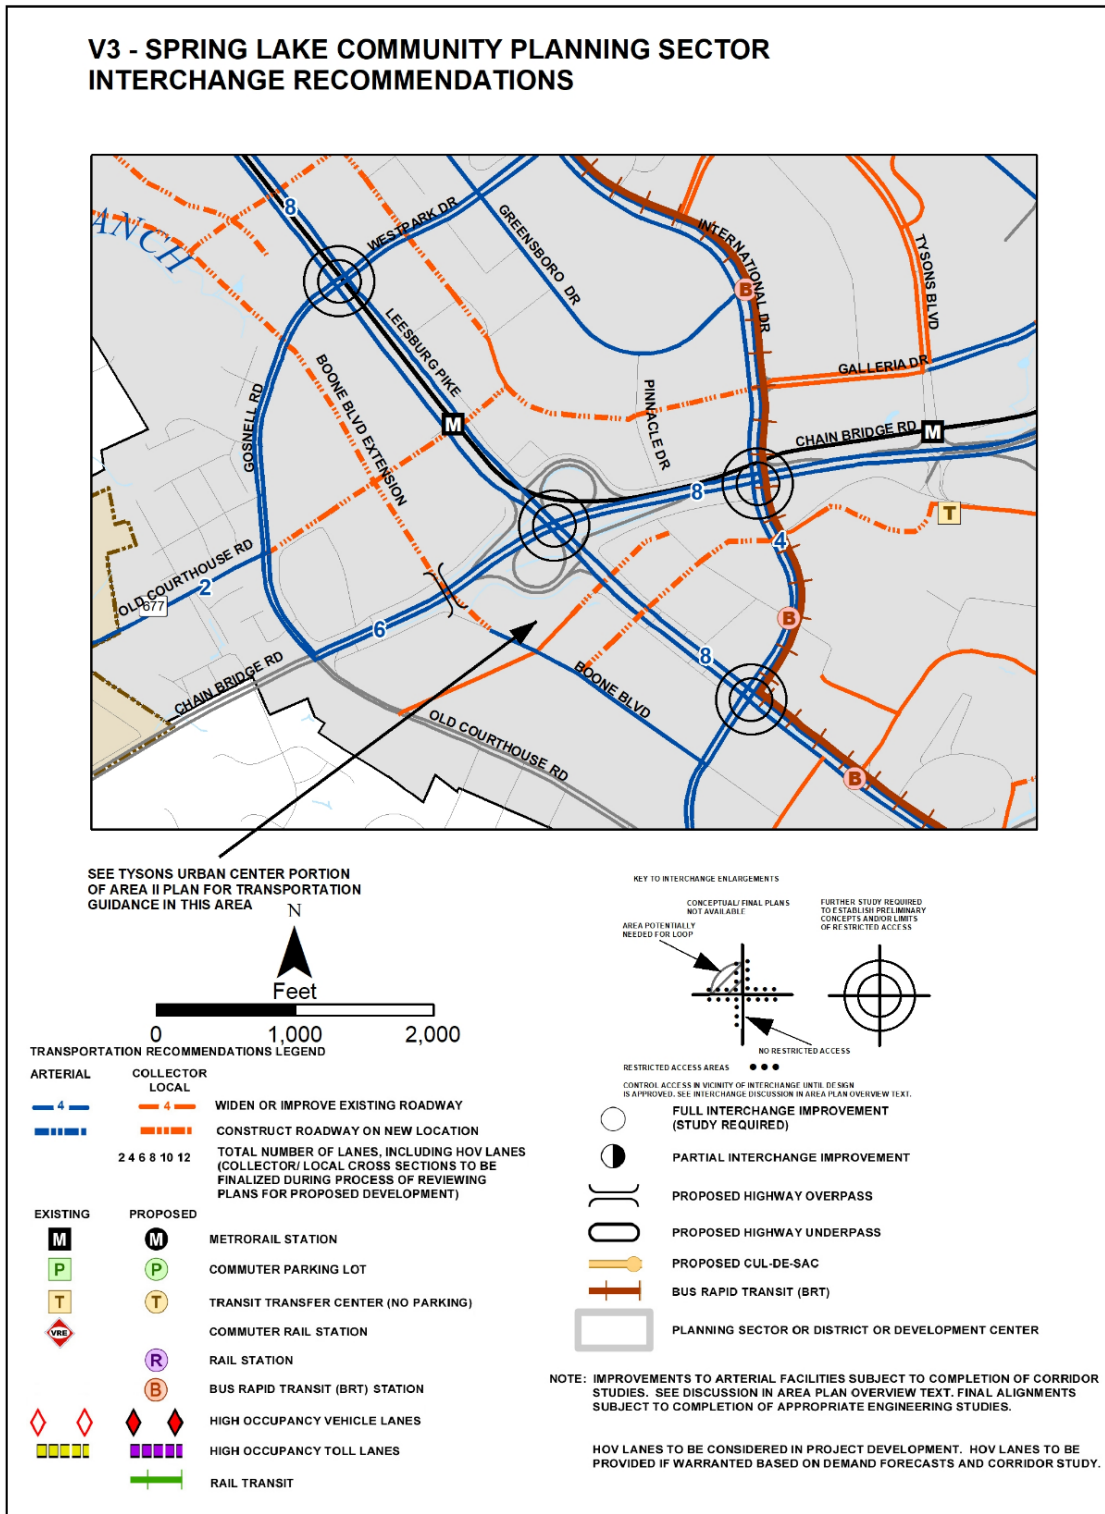 V3 - SPRING LAKE COMMUNITY PLANNING SECTOR
INTERCHANGE RECOMMENDATIONS
ANCH
8
WESTPARK DR
GREENSBORO DR
INTERNATIONAL DR
TYSONS BLVD
B
LEESBURG PIKE
BOONE BLVD EXTENSION
GOSNELL RD
PINNACLE DR
GALLERIA DR
M
CHAIN BRIDGE RD
M
8
T
4
OLD COURTHOUSE RD
2
677
6
B
8
BOONE BLVD
CHAIN BRIDGE RD
OLD COURTHOUSE RD
B
SEE TYSONS URBAN CENTER PORTION
OF AREA II PLAN FOR TRANSPORTATION
GUIDANCE IN THIS AREA
N
Feet
0 1,000 2,000
KEY TO INTERCHANGE ENLARGEMENTS
CONCEPTUAL/ FINAL PLANS
NOT AVAILABLE
AREA POTENTIALLY
NEEDED FOR LOOP
FURTHER STUDY REQUIRED
TO ESTABLISH PRELIMINARY
CONCEPTS AND/OR LIMITS
OF RESTRICTED ACCESS
NO RESTRICTED ACCESS
RESTRICTED ACCESS AREAS
CONTROL ACCESS IN VICINITY OF INTERCHANGE UNTIL DESIGN
IS APPROVED. SEE INTERCHANGE DISCUSSION IN AREA PLAN OVERVIEW TEXT.
TRANSPORTATION RECOMMENDATIONS LEGEND
ARTERIAL
COLLECTOR
LOCAL
4 4 WIDEN OR IMPROVE EXISTING ROADWAY
CONSTRUCT ROADWAY ON NEW LOCATION
2 4 6 8 10 12 TOTAL NUMBER OF LANES, INCLUDING HOV LANES
(COLLECTOR/ LOCAL CROSS SECTIONS TO BE
FINALIZED DURING PROCESS OF REVIEWING
PLANS FOR PROPOSED DEVELOPMENT)
EXISTING PROPOSED
M M METRORAIL STATION
P P COMMUTER PARKING LOT
T T TRANSIT TRANSFER CENTER (NO PARKING)
VRE COMMUTER RAIL STATION
R RAIL STATION
B BUS RAPID TRANSIT (BRT) STATION
HIGH OCCUPANCY VEHICLE LANES
HIGH OCCUPANCY TOLL LANES
RAIL TRANSIT
FULL INTERCHANGE IMPROVEMENT
(STUDY REQUIRED)
PARTIAL INTERCHANGE IMPROVEMENT
PROPOSED HIGHWAY OVERPASS
PROPOSED HIGHWAY UNDERPASS
PROPOSED CUL-DE-SAC
BUS RAPID TRANSIT (BRT)
PLANNING SECTOR OR DISTRICT OR DEVELOPMENT CENTER
NOTE: IMPROVEMENTS TO ARTERIAL FACILITIES SUBJECT TO COMPLETION OF CORRIDOR
STUDIES. SEE DISCUSSION IN AREA PLAN OVERVIEW TEXT. FINAL ALIGNMENTS
SUBJECT TO COMPLETION OF APPROPRIATE ENGINEERING STUDIES.
HOV LANES TO BE CONSIDERED IN PROJECT DEVELOPMENT. HOV LANES TO BE
PROVIDED IF WARRANTED BASED ON DEMAND FORECASTS AND CORRIDOR STUDY.